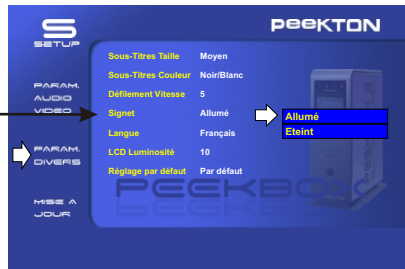 SETUP
PeeKTON
PARAM.
AUDIO
VIDEO
PARAM.
DIVERS
MISE A
JOUR
Sous-Titres Taille Moyen
Sous-Titres Couleur Noir/Blanc
Défilement Vitesse 5
Signet Allumé
Langue Français
LCD Luminosité 10
Réglage par défaut Par défaut
Allumé
Eteint
PEEKBOX